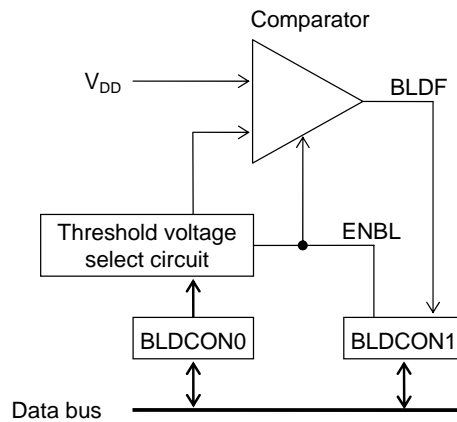 Comparator
VDD
BLDF
Threshold voltage
select circuit
ENBL
BLDCON0
BLDCON1
Data bus